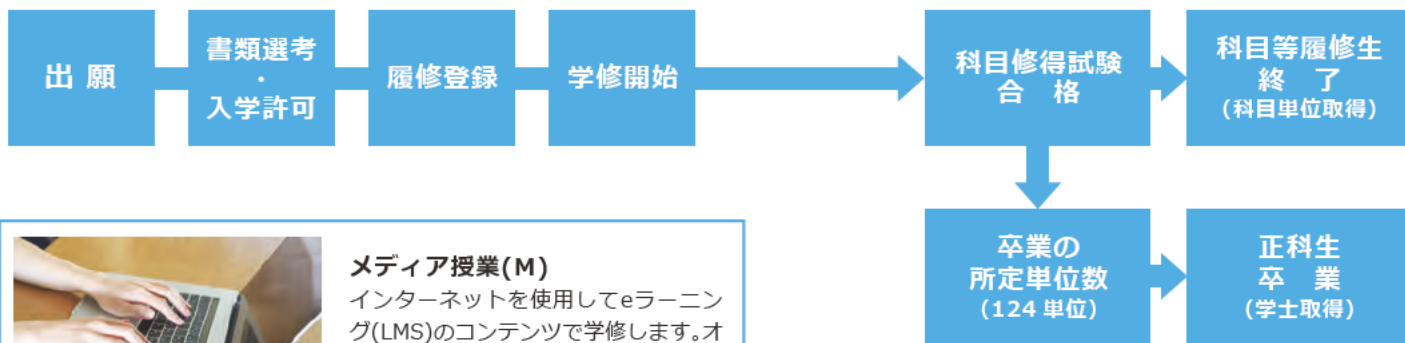 出 願
書類選考
・
入学許可
履修登録
学修開始
科目修得試験
合 格
科目等履修生
終 了
(科目単位取得)
卒業の
所定単位数
(124 単位)
正科生
卒 業
(学士取得)
メディア授業(M)
インターネットを使用してeラーニン
グ(LMS)のコンテンツで学修します。オ